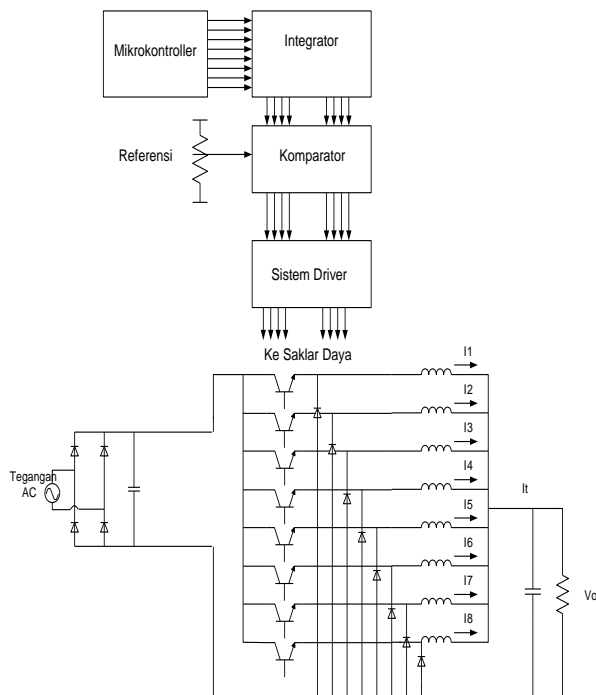 Mikrokontroller
Integrator
Referensi
Komparator
Sistem Driver
Ke Saklar Daya
I1
I2
I3
I4
I5
I6
I7
I8
Tegangan
AC
It
Vo